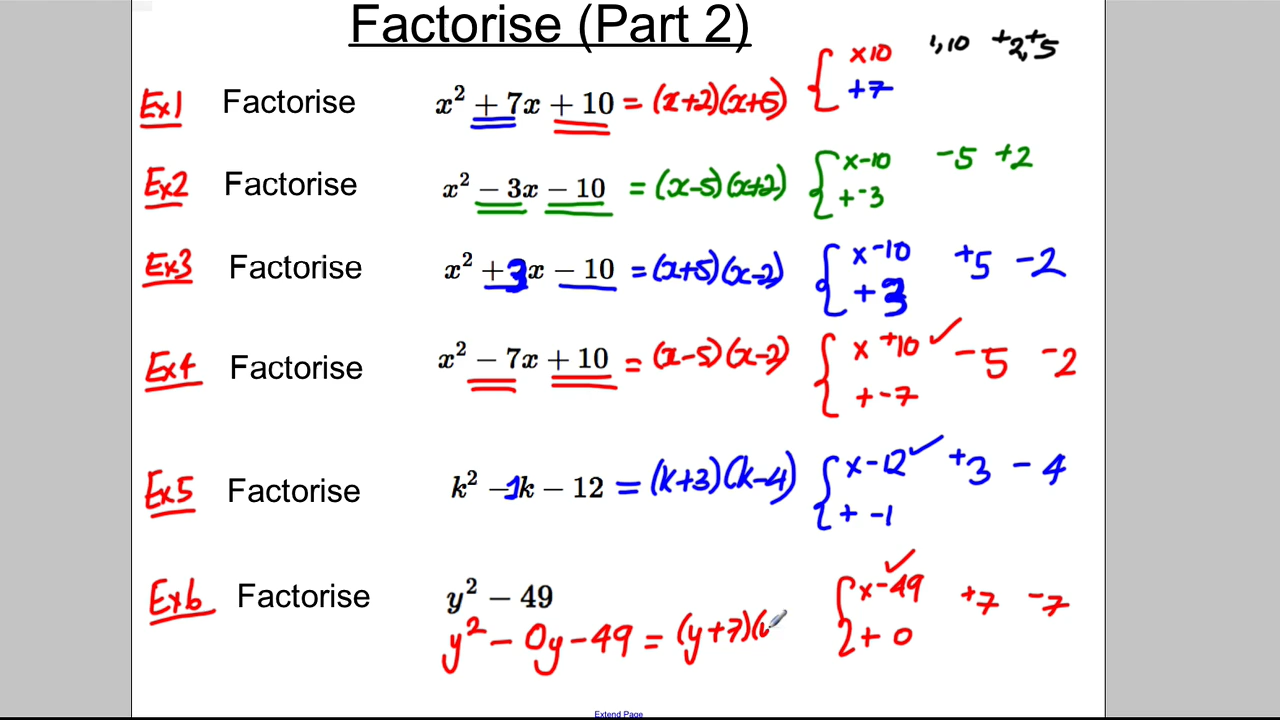 Factorise (Part 2)
Ex1 Factorise x² + 7x + 10 = (x+2)(x+5) { x10 1,10 +2,+5
+7
Ex2 Factorise x² − 3x − 10 = (x-5)(x+2) { x-10 -5 +2
+-3
Ex3 Factorise x² + 3x − 10 = (x+5)(x-2) { x-10 +5 -2
+3
Ex4 Factorise x² − 7x + 10 = (x-5)(x-2) { x +10 ✓ -5 -2
+-7
Ex5 Factorise k² − 1k − 12 = (k+3)(k-4) { x-12 ✓ +3 -4
+ -1
Ex6 Factorise y² − 49 { x-49 ✓ +7 -7
y² - 0y - 49 = (y+7)( + 0
Extend Page